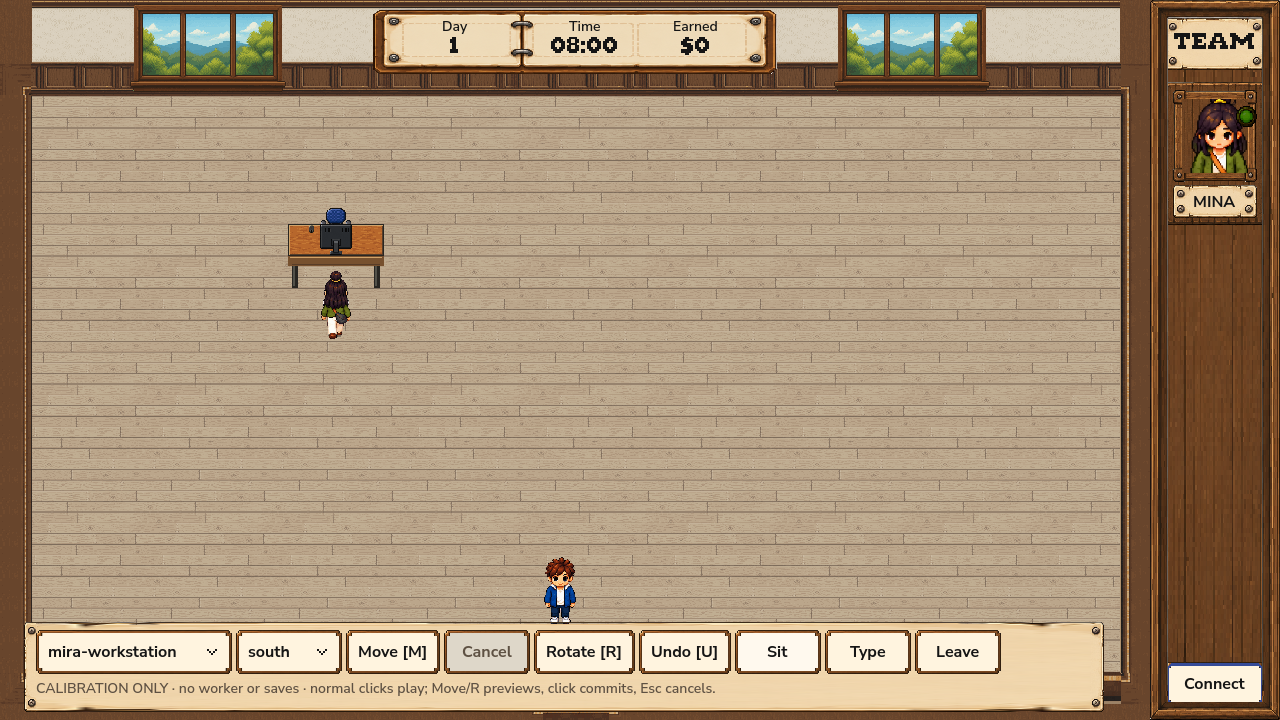 Day
1
Time
08:00
Earned
$0
TEAM
MINA
mira-workstation
south
Move [M]
Cancel
Rotate [R]
Undo [U]
Sit
Type
Leave
CALIBRATION ONLY · no worker or saves · normal clicks play; Move/R previews, click commits, Esc cancels.
Connect